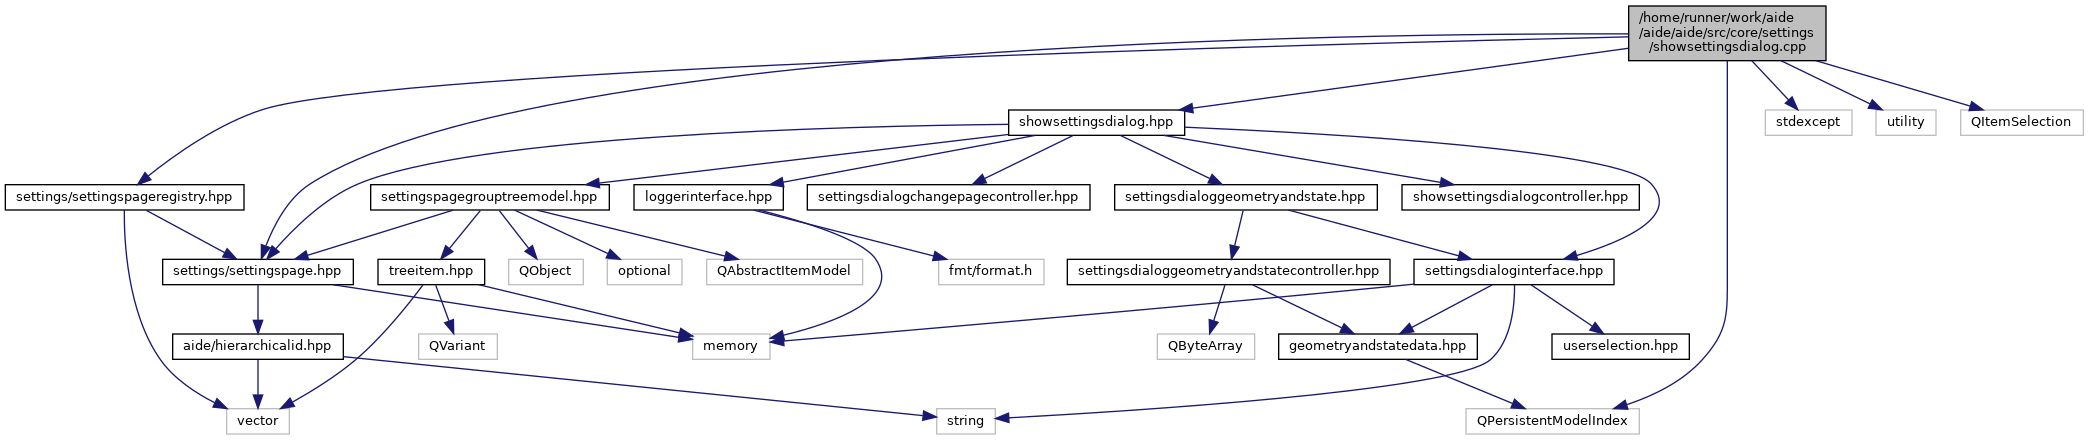 /home/runner/work/aide
/aide/aide/src/core/settings
/showsettingsdialog.cpp
showsettingsdialog.hpp
stdexcept
utility
QItemSelection
settings/settingspageregistry.hpp
settingspagegrouptreemodel.hpp
loggerinterface.hpp
settingsdialogchangepagecontroller.hpp
settingsdialoggeometryandstate.hpp
showsettingsdialogcontroller.hpp
settings/settingspage.hpp
treeitem.hpp
QObject
optional
QAbstractItemModel
fmt/format.h
settingsdialoggeometryandstatecontroller.hpp
settingsdialoginterface.hpp
aide/hierarchicalid.hpp
QVariant
memory
QByteArray
geometryandstatedata.hpp
userselection.hpp
vector
string
QPersistentModelIndex